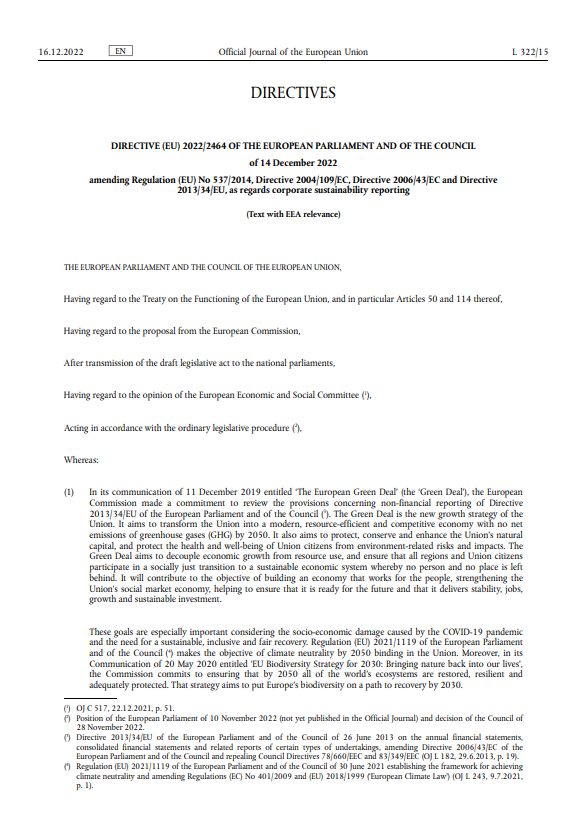 16.12.2022 EN Official Journal of the European Union L 322/15
DIRECTIVES
DIRECTIVE (EU) 2022/2464 OF THE EUROPEAN PARLIAMENT AND OF THE COUNCIL
of 14 December 2022
amending Regulation (EU) No 537/2014, Directive 2004/109/EC, Directive 2006/43/EC and Directive
2013/34/EU, as regards corporate sustainability reporting
(Text with EEA relevance)
THE EUROPEAN PARLIAMENT AND THE COUNCIL OF THE EUROPEAN UNION,
Having regard to the Treaty on the Functioning of the European Union, and in particular Articles 50 and 114 thereof,
Having regard to the proposal from the European Commission,
After transmission of the draft legislative act to the national parliaments,
Having regard to the opinion of the European Economic and Social Committee (¹),
Acting in accordance with the ordinary legislative procedure (²),
Whereas:
(1) In its communication of 11 December 2019 entitled ‘The European Green Deal’ (the ‘Green Deal’), the European
Commission made a commitment to review the provisions concerning non-financial reporting of Directive
2013/34/EU of the European Parliament and of the Council (³). The Green Deal is the new growth strategy of the
Union. It aims to transform the Union into a modern, resource-efficient and competitive economy with no net
emissions of greenhouse gases (GHG) by 2050. It also aims to protect, conserve and enhance the Union's natural
capital, and protect the health and well-being of Union citizens from environment-related risks and impacts. The
Green Deal aims to decouple economic growth from resource use, and ensure that all regions and Union citizens
participate in a socially just transition to a sustainable economic system whereby no person and no place is left
behind. It will contribute to the objective of building an economy that works for the people, strengthening the
Union's social market economy, helping to ensure that it is ready for the future and that it delivers stability, jobs,
growth and sustainable investment.
These goals are especially important considering the socio-economic damage caused by the COVID-19 pandemic
and the need for a sustainable, inclusive and fair recovery. Regulation (EU) 2021/1119 of the European Parliament
and of the Council (⁴) makes the objective of climate neutrality by 2050 binding in the Union. Moreover, in its
Communication of 20 May 2020 entitled ‘EU Biodiversity Strategy for 2030: Bringing nature back into our lives’,
the Commission commits to ensuring that by 2050 all of the world's ecosystems are restored, resilient and
adequately protected. That strategy aims to put Europe's biodiversity on a path to recovery by 2030.
(¹) OJ C 517, 22.12.2021, p. 51.
(²) Position of the European Parliament of 10 November 2022 (not yet published in the Official Journal) and decision of the Council of
28 November 2022.
(³) Directive 2013/34/EU of the European Parliament and of the Council of 26 June 2013 on the annual financial statements,
consolidated financial statements and related reports of certain types of undertakings, amending Directive 2006/43/EC of the
European Parliament and of the Council and repealing Council Directives 78/660/EEC and 83/349/EEC (OJ L 182, 29.6.2013, p. 19).
(⁴) Regulation (EU) 2021/1119 of the European Parliament and of the Council of 30 June 2021 establishing the framework for achieving
climate neutrality and amending Regulations (EC) No 401/2009 and (EU) 2018/1999 (‘European Climate Law’) (OJ L 243, 9.7.2021,
p. 1).